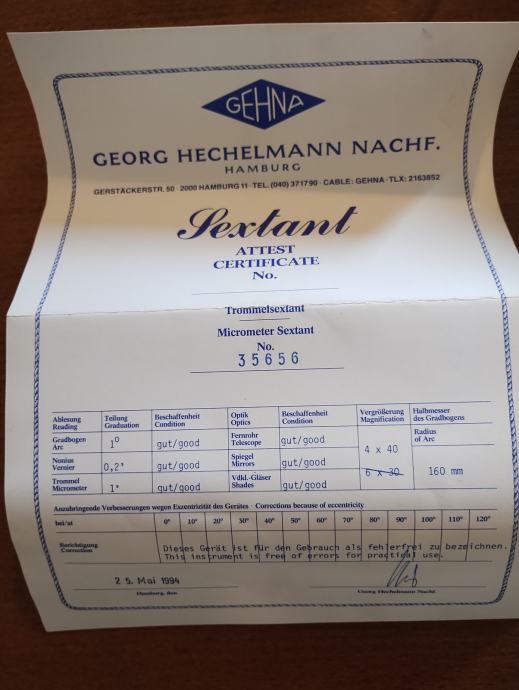 GEHNA
GEORG HECHELMANN NACHF.
HAMBURG
GERSTÄCKERSTR. 50 · 2000 HAMBURG 11 · TEL. (040) 371790 · CABLE: GEHNA · TLX: 2163852
Sextant
ATTEST
CERTIFICATE
No.
Trommelsextant
Micrometer Sextant
No.
35656
Ablesung Reading
Teilung Graduation
Beschaffenheit Condition
Optik Optics
Beschaffenheit Condition
Vergrößerung Magnification
Halbmesser des Gradbogens Radius of Arc
Gradbogen Arc
1°
gut/good
Fernrohr Telescope
gut/good
4 x 40
Nonius Vernier
0,2'
gut/good
Spiegel Mirrors
gut/good
6 x 30
160 mm
Trommel Micrometer
1'
gut/good
Vdkl.-Gläser Shades
gut/good
Anzubringende Verbesserungen wegen Exzentrizität des Gerätes · Corrections because of eccentricity
bei/at 0° 10° 20° 30° 40° 50° 60° 70° 80° 90° 100° 110° 120°
Berichtigung Correction
Dieses Gerät ist für den Gebrauch als fehlerfrei zu bezeichnen.
This instrument is free of errors for practical use.
25. Mai 1994
Hamburg, den
Georg Hechelmann Nachf.